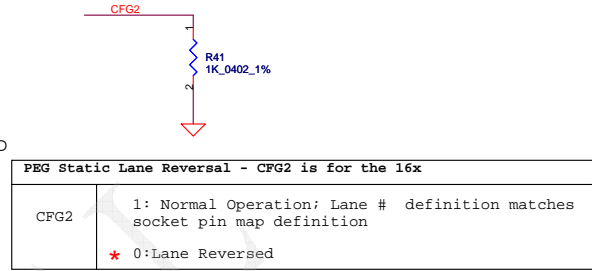 CFG2
1
R41
1K_0402_1%
2
PEG Static Lane Reversal - CFG2 is for the 16x
CFG2
1: Normal Operation; Lane # definition matches
socket pin map definition
* 0:Lane Reversed